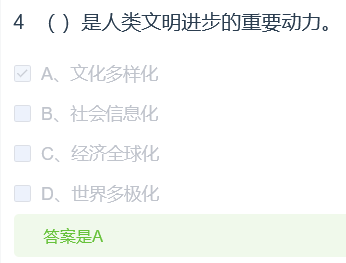 4 （ ）是人类文明进步的重要动力。
A、文化多样化
B、社会信息化
C、经济全球化
D、世界多极化
答案是A